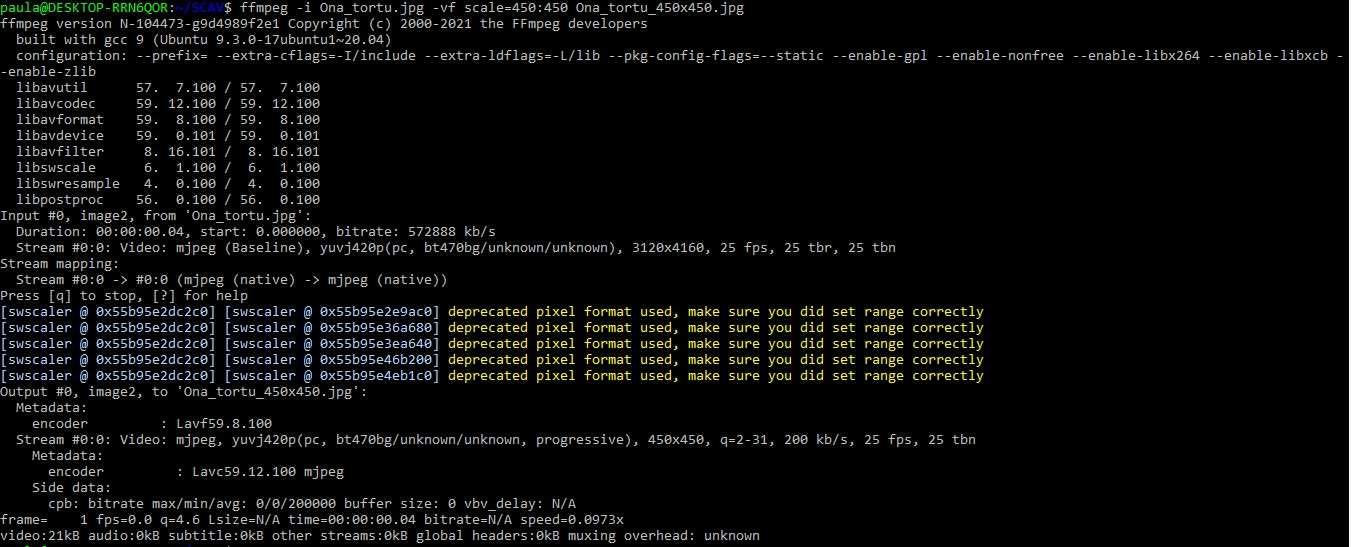 paula@DESKTOP-RRN6QOR:~/SCAV$ ffmpeg -i Ona_tortu.jpg -vf scale=450:450 Ona_tortu_450x450.jpg
ffmpeg version N-104473-g9d4989f2e1 Copyright (c) 2000-2021 the FFmpeg developers
  built with gcc 9 (Ubuntu 9.3.0-17ubuntu1~20.04)
  configuration: --prefix= --extra-cflags=-I/include --extra-ldflags=-L/lib --pkg-config-flags=--static --enable-gpl --enable-nonfree --enable-libx264 --enable-libxcb -
-enable-zlib
  libavutil      57.  7.100 / 57.  7.100
  libavcodec     59. 12.100 / 59. 12.100
  libavformat    59.  8.100 / 59.  8.100
  libavdevice    59.  0.101 / 59.  0.101
  libavfilter     8. 16.101 /  8. 16.101
  libswscale      6.  1.100 /  6.  1.100
  libswresample   4.  0.100 /  4.  0.100
  libpostproc    56.  0.100 / 56.  0.100
Input #0, image2, from 'Ona_tortu.jpg':
  Duration: 00:00:00.04, start: 0.000000, bitrate: 572888 kb/s
  Stream #0:0: Video: mjpeg (Baseline), yuvj420p(pc, bt470bg/unknown/unknown), 3120x4160, 25 fps, 25 tbr, 25 tbn
Stream mapping:
  Stream #0:0 -> #0:0 (mjpeg (native) -> mjpeg (native))
Press [q] to stop, [?] for help
[swscaler @ 0x55b95e2dc2c0] [swscaler @ 0x55b95e2e9ac0] deprecated pixel format used, make sure you did set range correctly
[swscaler @ 0x55b95e2dc2c0] [swscaler @ 0x55b95e36a680] deprecated pixel format used, make sure you did set range correctly
[swscaler @ 0x55b95e2dc2c0] [swscaler @ 0x55b95e3ea640] deprecated pixel format used, make sure you did set range correctly
[swscaler @ 0x55b95e2dc2c0] [swscaler @ 0x55b95e46b200] deprecated pixel format used, make sure you did set range correctly
[swscaler @ 0x55b95e2dc2c0] [swscaler @ 0x55b95e4eb1c0] deprecated pixel format used, make sure you did set range correctly
Output #0, image2, to 'Ona_tortu_450x450.jpg':
  Metadata:
    encoder         : Lavf59.8.100
  Stream #0:0: Video: mjpeg, yuvj420p(pc, bt470bg/unknown/unknown, progressive), 450x450, q=2-31, 200 kb/s, 25 fps, 25 tbn
    Metadata:
      encoder         : Lavc59.12.100 mjpeg
    Side data:
      cpb: bitrate max/min/avg: 0/0/200000 buffer size: 0 vbv_delay: N/A
frame=    1 fps=0.0 q=4.6 Lsize=N/A time=00:00:00.04 bitrate=N/A speed=0.0973x
video:21kB audio:0kB subtitle:0kB other streams:0kB global headers:0kB muxing overhead: unknown